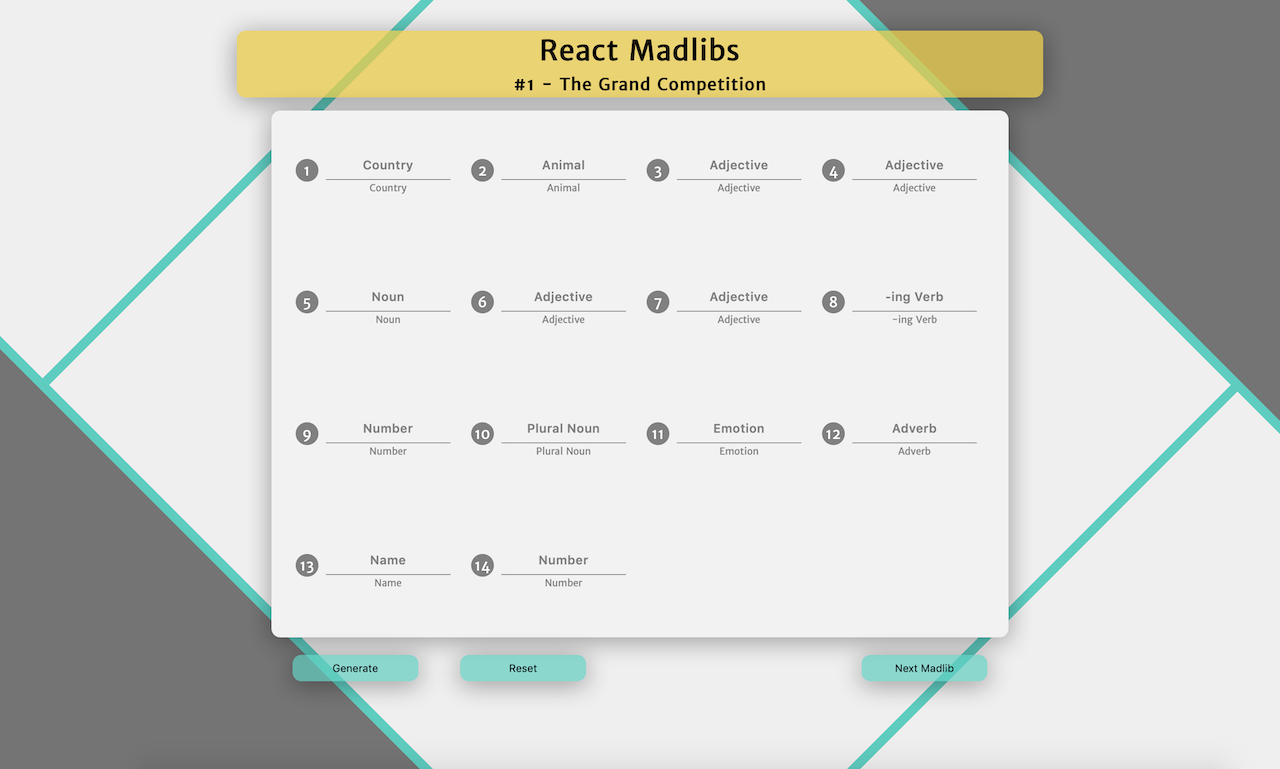 React Madlibs
#1 - The Grand Competition
1 Country 2 Animal 3 Adjective 4 Adjective
Country Animal Adjective Adjective
5 Noun 6 Adjective 7 Adjective 8 -ing Verb
Noun Adjective Adjective -ing Verb
9 Number 10 Plural Noun 11 Emotion 12 Adverb
Number Plural Noun Emotion Adverb
13 Name 14 Number
Name Number
Generate Reset Next Madlib